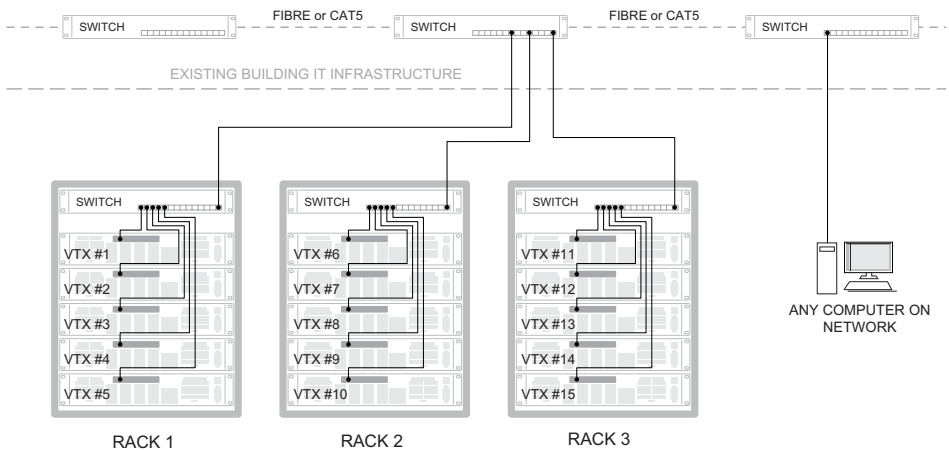 FIBRE or CAT5
FIBRE or CAT5
SWITCH
SWITCH
SWITCH
EXISTING BUILDING IT INFRASTRUCTURE
SWITCH
VTX #1
VTX #2
VTX #3
VTX #4
VTX #5
RACK 1
SWITCH
VTX #6
VTX #7
VTX #8
VTX #9
VTX #10
RACK 2
SWITCH
VTX #11
VTX #12
VTX #13
VTX #14
VTX #15
RACK 3
ANY COMPUTER ON
NETWORK